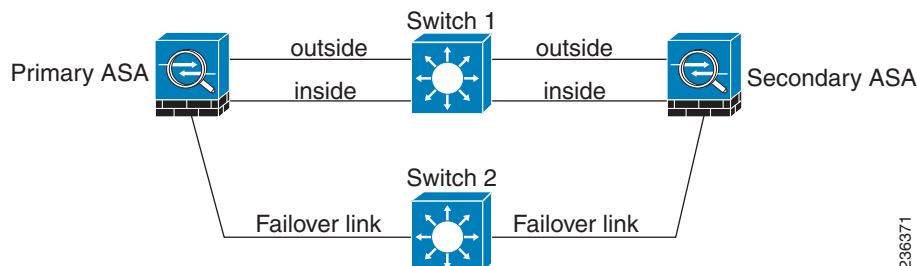 Switch 1
outside
outside
Primary ASA
Secondary ASA
inside
inside
Switch 2
Failover link
Failover link
236371